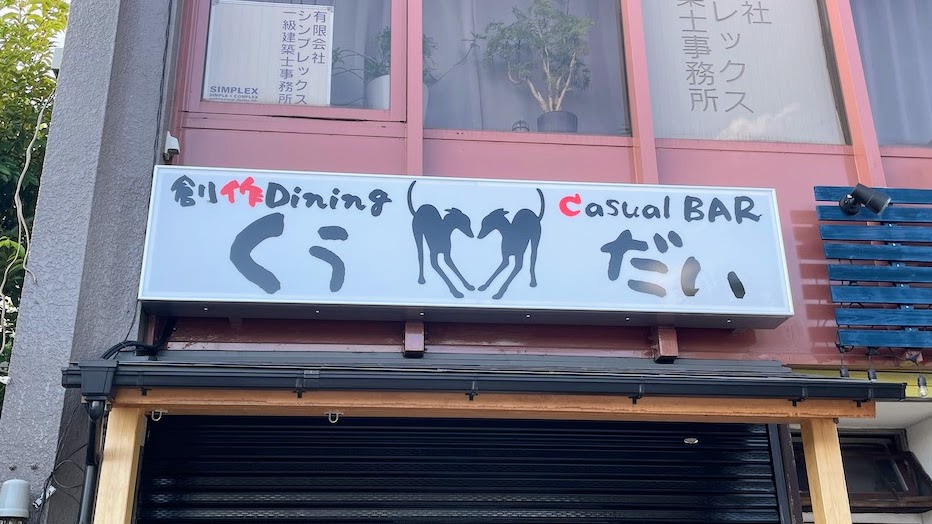 有限会社
シンプレックス
一級建築士事務所
SIMPLEX
創作Dining
くう
Casual BAR
だい
レックス
築士事務所